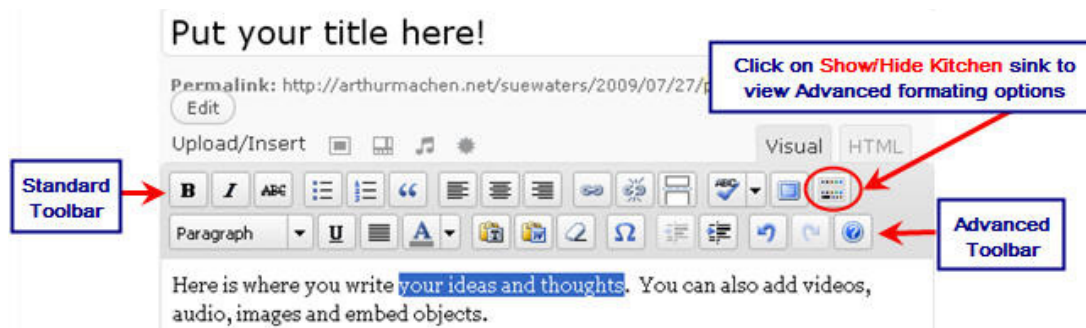 Put your title here!
Click on Show/Hide Kitchen sink to
view Advanced formating options
Permalink: http://arthurmachen.net/suewaters/2009/07/27/
Edit
Upload/Insert
Visual HTML
Standard
Toolbar
B I ABC ABC
Paragraph U A T W Ω ?
Advanced
Toolbar
Here is where you write your ideas and thoughts. You can also add videos,
audio, images and embed objects.